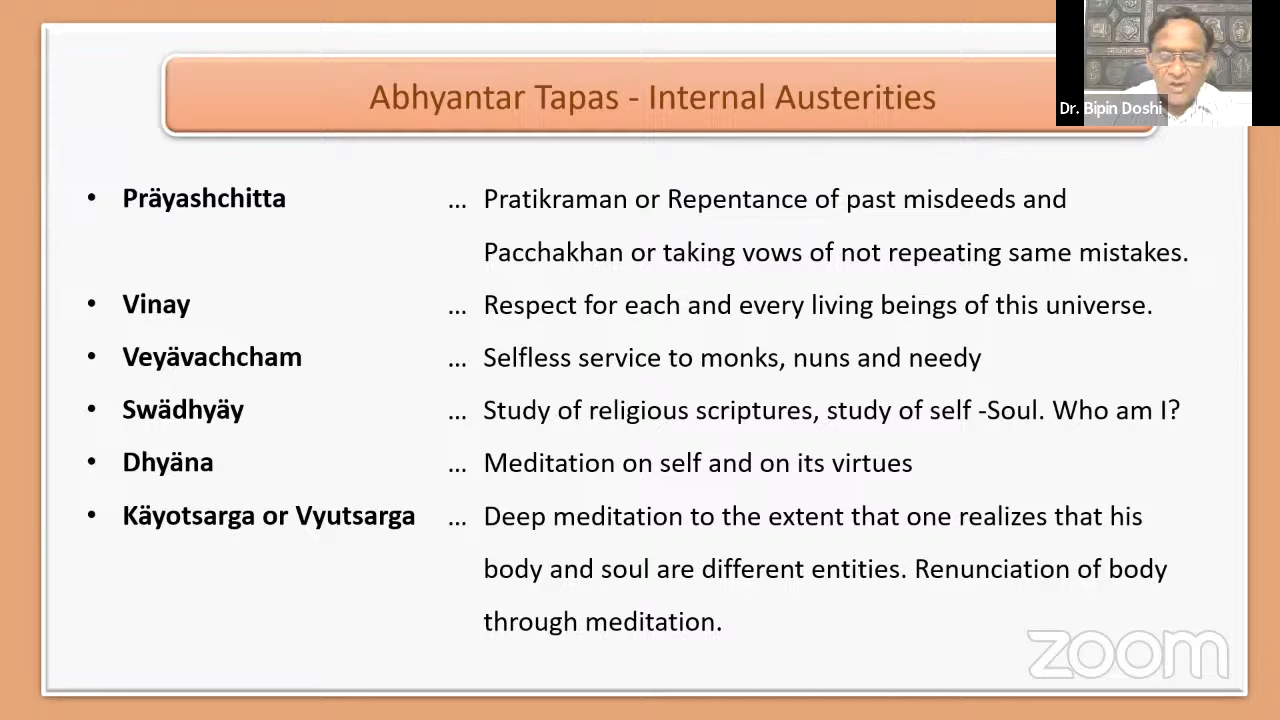 Abhyantar Tapas - Internal Austerities
Dr. Bipin Doshi
• Präyashchitta ... Pratikraman or Repentance of past misdeeds and
Pacchakhan or taking vows of not repeating same mistakes.
• Vinay ... Respect for each and every living beings of this universe.
• Veyävachcham ... Selfless service to monks, nuns and needy
• Swädhyäy ... Study of religious scriptures, study of self -Soul. Who am I?
• Dhyäna ... Meditation on self and on its virtues
• Käyotsarga or Vyutsarga ... Deep meditation to the extent that one realizes that his
body and soul are different entities. Renunciation of body
through meditation.
zoom